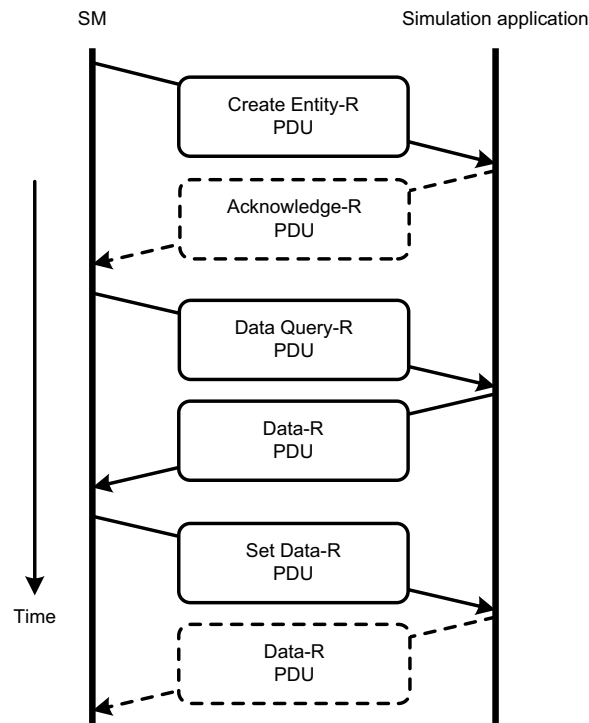 SM
Simulation application
Create Entity-R
PDU
Acknowledge-R
PDU
Data Query-R
PDU
Data-R
PDU
Set Data-R
PDU
Time
Data-R
PDU